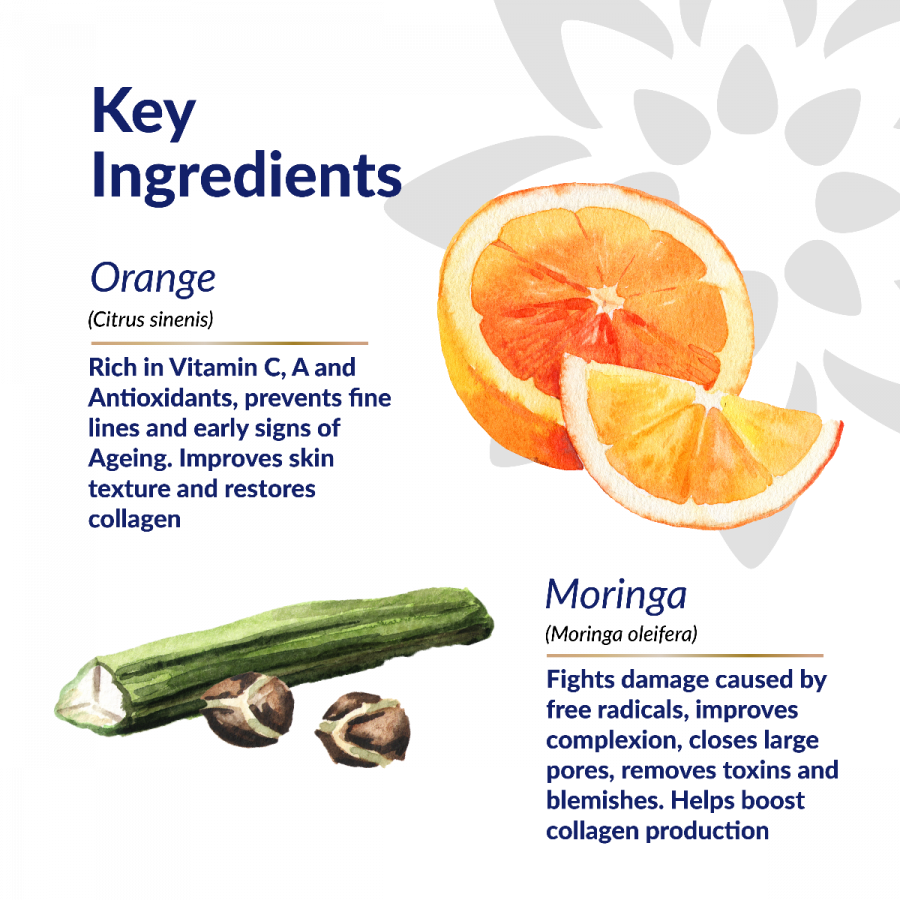 Key
Ingredients
Orange
(Citrus sinenis)
Rich in Vitamin C, A and
Antioxidants, prevents fine
lines and early signs of
Ageing. Improves skin
texture and restores
collagen
Moringa
(Moringa oleifera)
Fights damage caused by
free radicals, improves
complexion, closes large
pores, removes toxins and
blemishes. Helps boost
collagen production